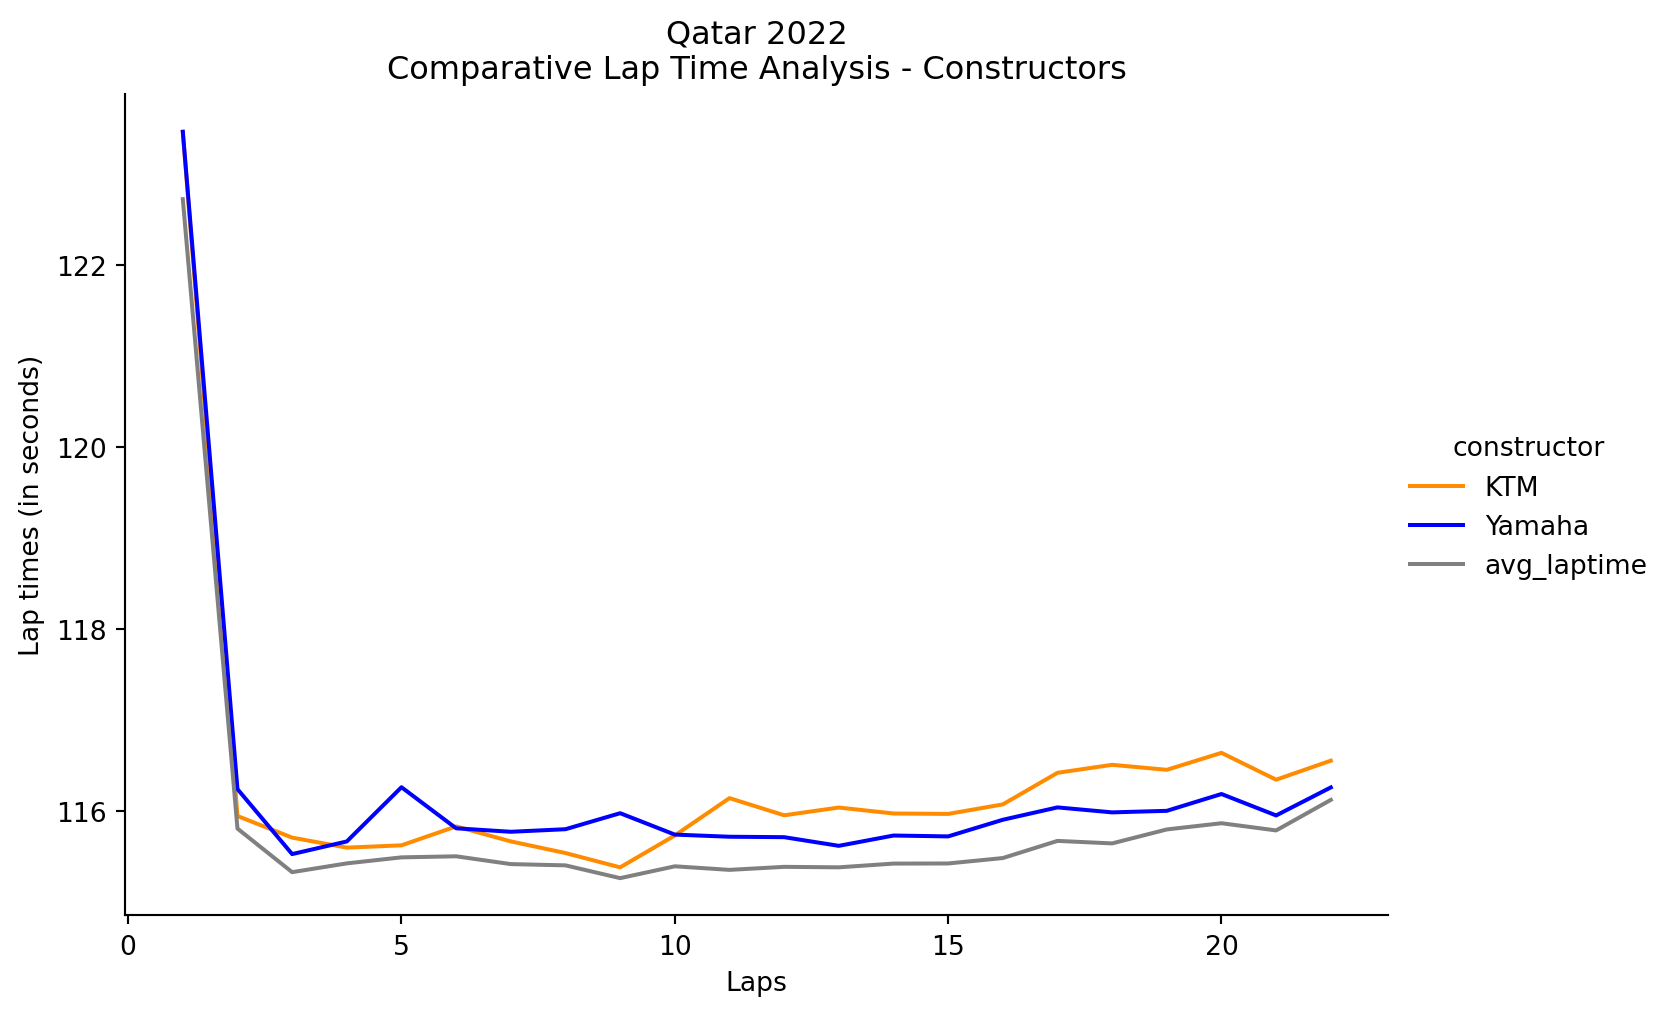 Qatar 2022
Comparative Lap Time Analysis - Constructors
Lap times (in seconds)
122
120
118
116
0
5
10
15
20
Laps
constructor
KTM
Yamaha
avg_laptime